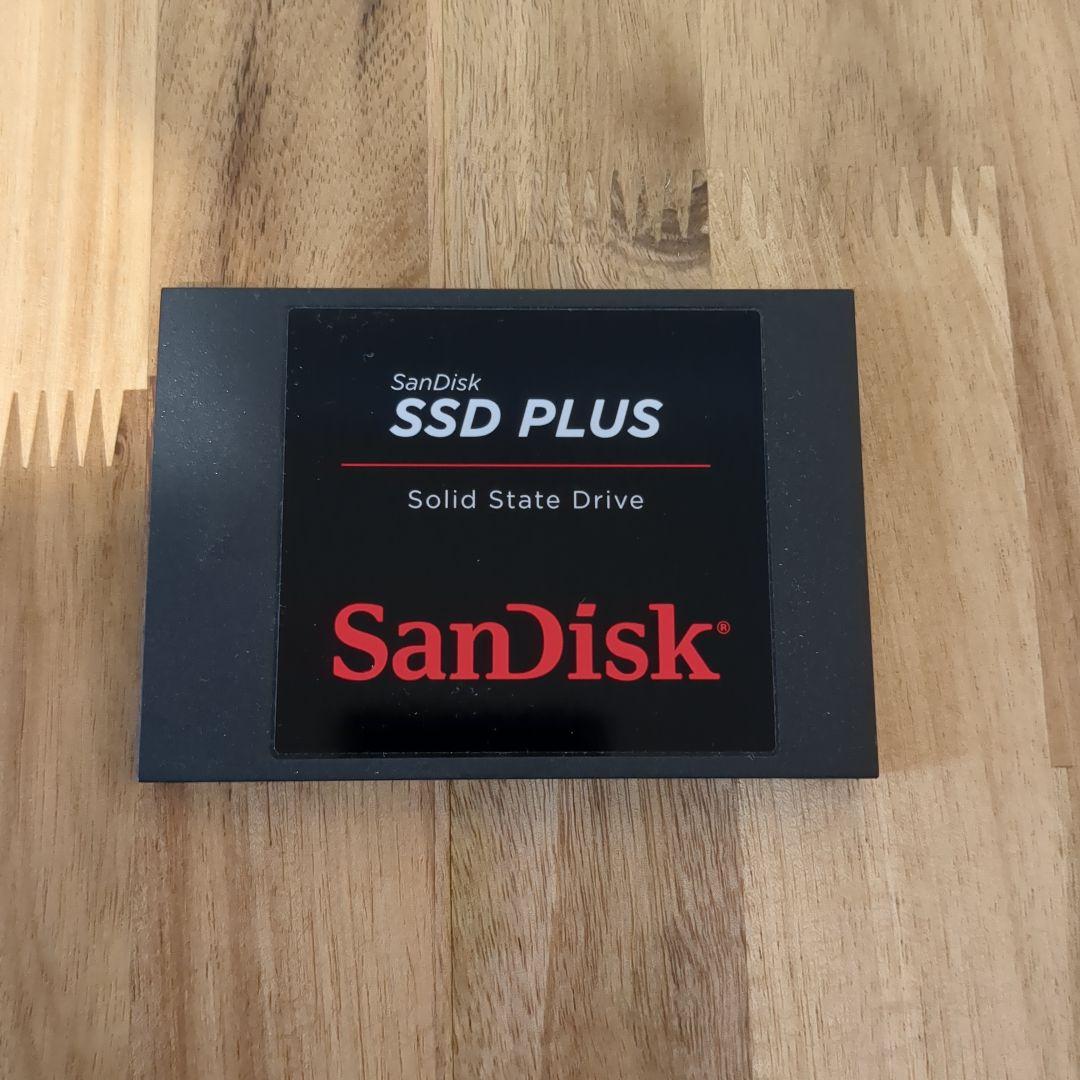 SanDisk
SSD PLUS
Solid State Drive
SanDisk®